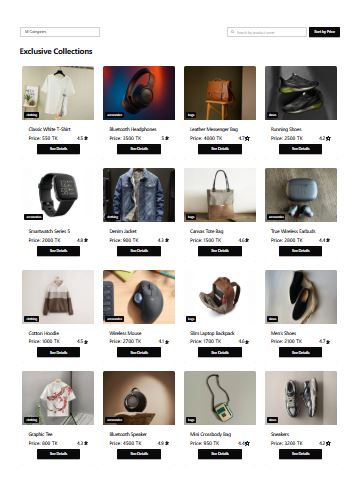 All Categories
Search by product name
Sort by Price
Exclusive Collections
clothing
accessories
bags
shoes
Classic White T-Shirt
Bluetooth Headphones
Leather Messenger Bag
Running Shoes
Price: 550 TK 4.5
Price: 3500 TK 5
Price: 4000 TK 4.7
Price: 2500 TK 4.2
See Details
See Details
See Details
See Details
accessories
clothing
bags
accessories
Smartwatch Series 5
Denim Jacket
Canvas Tote Bag
True Wireless Earbuds
Price: 2000 TK 4.8
Price: 900 TK 4.3
Price: 1500 TK 4.6
Price: 2800 TK 4.4
See Details
See Details
See Details
See Details
clothing
accessories
bags
shoes
Cotton Hoodie
Wireless Mouse
Slim Laptop Backpack
Men's Shoes
Price: 1000 TK 4.5
Price: 2700 TK 4.1
Price: 1700 TK 4.6
Price: 2100 TK 4.7
See Details
See Details
See Details
See Details
clothing
accessories
bags
shoes
Graphic Tee
Bluetooth Speaker
Mini Crossbody Bag
Sneakers
Price: 800 TK 4.3
Price: 4500 TK 4.9
Price: 950 TK 4.4
Price: 3200 TK 4.2
See Details
See Details
See Details
See Details